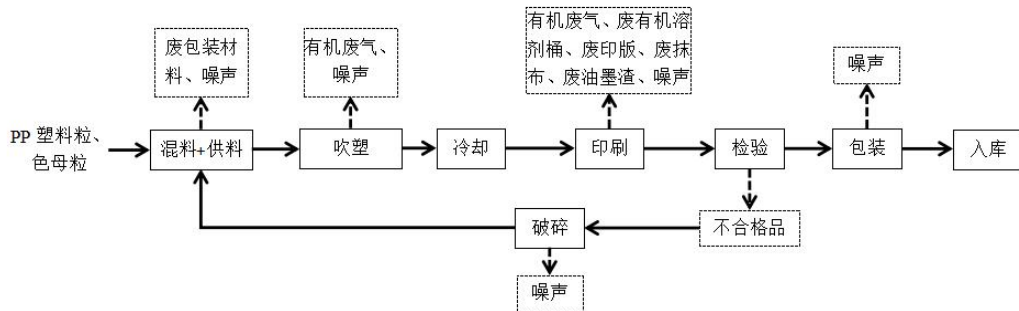 废包装材
料、噪声
有机废气、
噪声
有机废气、废有机溶
剂桶、废印版、废抹
布、废油墨渣、噪声
噪声
PP 塑料粒、
色母粒
混料+供料
吹塑
冷却
印刷
检验
包装
入库
破碎
不合格品
噪声